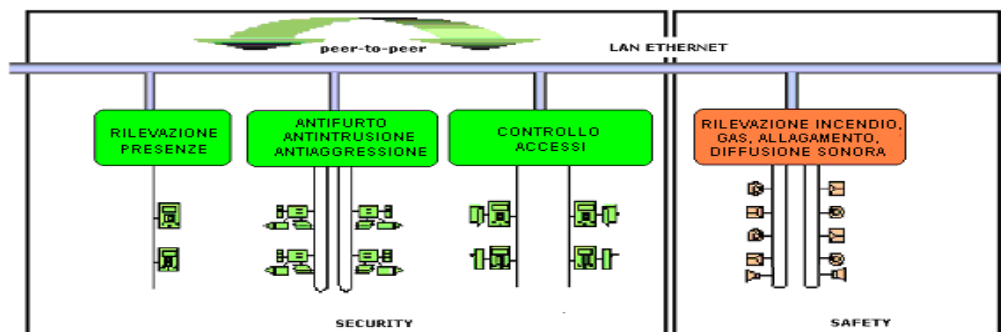 peer-to-peer
LAN ETHERNET
RILEVAZIONE
PRESENZE
ANTIFURTO
ANTINTRUSIONE
ANTIAGGRESSIONE
CONTROLLO
ACCESSI
RILEVAZIONE INCENDIO,
GAS, ALLAGAMENTO,
DIFFUSIONE SONORA
SECURITY
SAFETY